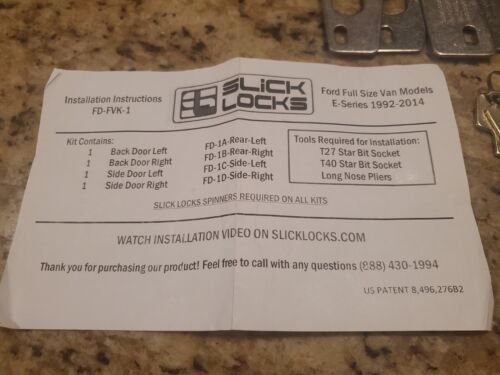 Installation Instructions
FD-FVK-1
SLiCK
LOCKS
Ford Full Size Van Models
E-Series 1992-2014
Kit Contains:
1 Back Door Left FD-1A-Rear-Left
1 Back Door Right FD-1B-Rear-Right
1 Side Door Left FD-1C-Side-Left
1 Side Door Right FD-1D-Side-Right
Tools Required for Installation:
T27 Star Bit Socket
T40 Star Bit Socket
Long Nose Pliers
SLICK LOCKS SPINNERS REQUIRED ON ALL KITS
WATCH INSTALLATION VIDEO ON SLICKLOCKS.COM
Thank you for purchasing our product! Feel free to call with any questions (888) 430-1994
US PATENT 8,496,276B2